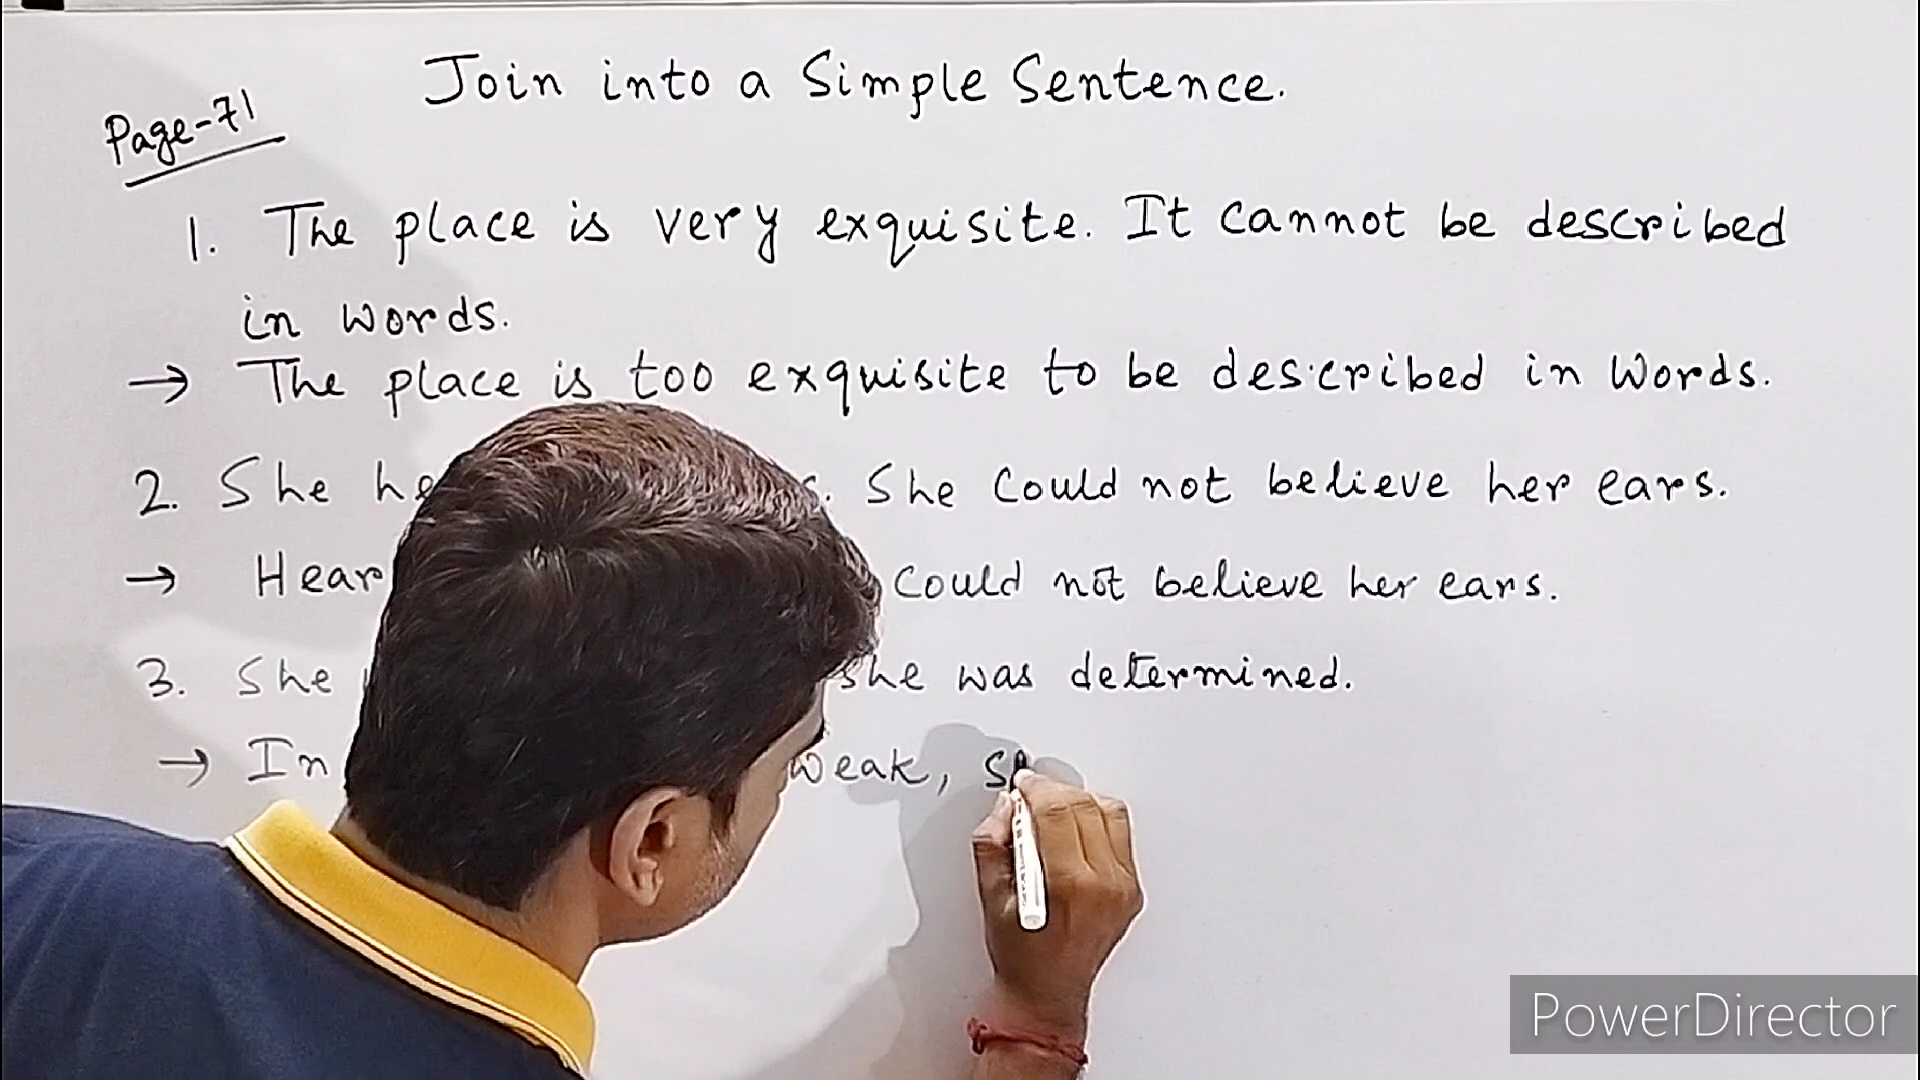 Join into a Simple Sentence.
Page-71
1. The place is very exquisite. It cannot be described
in words.
→ The place is too exquisite to be described in words.
2. She She could not believe her ears.
→ could not believe her ears.
3. She she was determined.
→ In weak,
PowerDirector